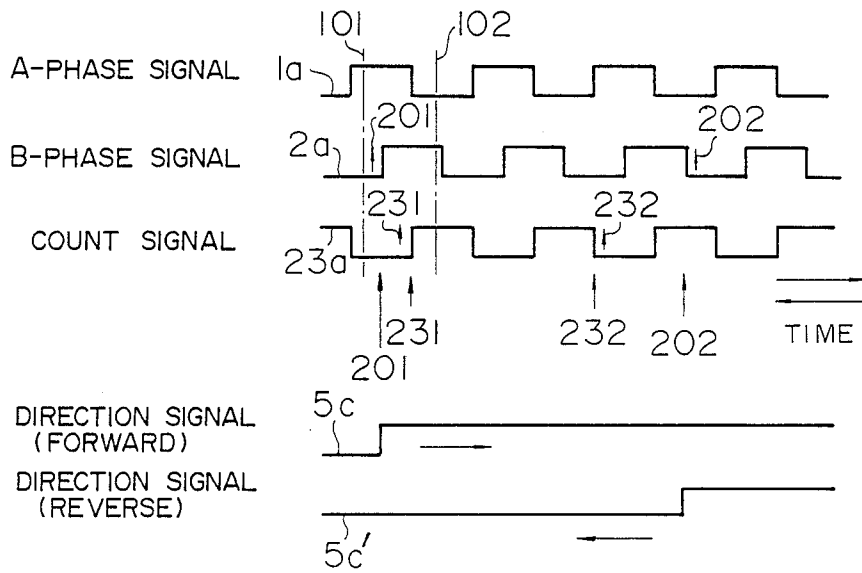 101 102
A-PHASE SIGNAL 1a
201 202
B-PHASE SIGNAL 2a
231 232
COUNT SIGNAL 23a
231 232 202 TIME
201
DIRECTION SIGNAL 5c
(FORWARD)
DIRECTION SIGNAL
(REVERSE)
5c'